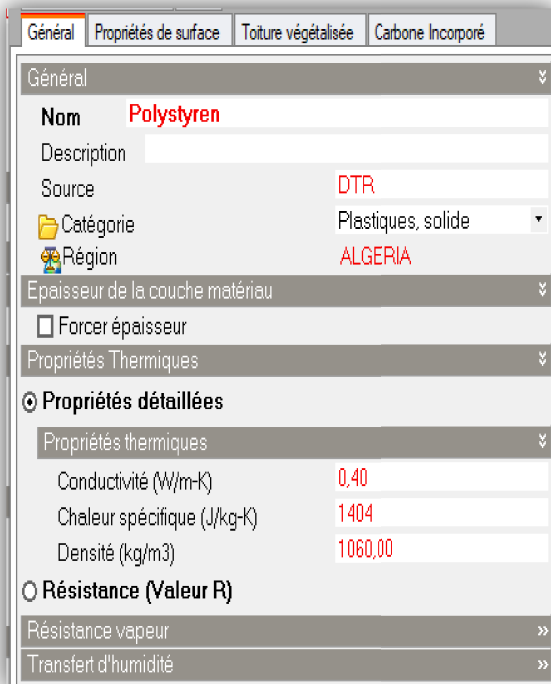 Général Propriétés de surface Toiture végétalisée Carbone Incorporé
Général
Nom Polystyren
Description
Source DTR
Catégorie Plastiques, solide
Région ALGERIA
Epaisseur de la couche matériau
Forcer épaisseur
Propriétés Thermiques
Propriétés détaillées
Propriétés thermiques
Conductivité (W/m-K) 0,40
Chaleur spécifique (J/kg-K) 1404
Densité (kg/m3) 1060,00
Résistance (Valeur R)
Résistance vapeur
Transfert d'humidité